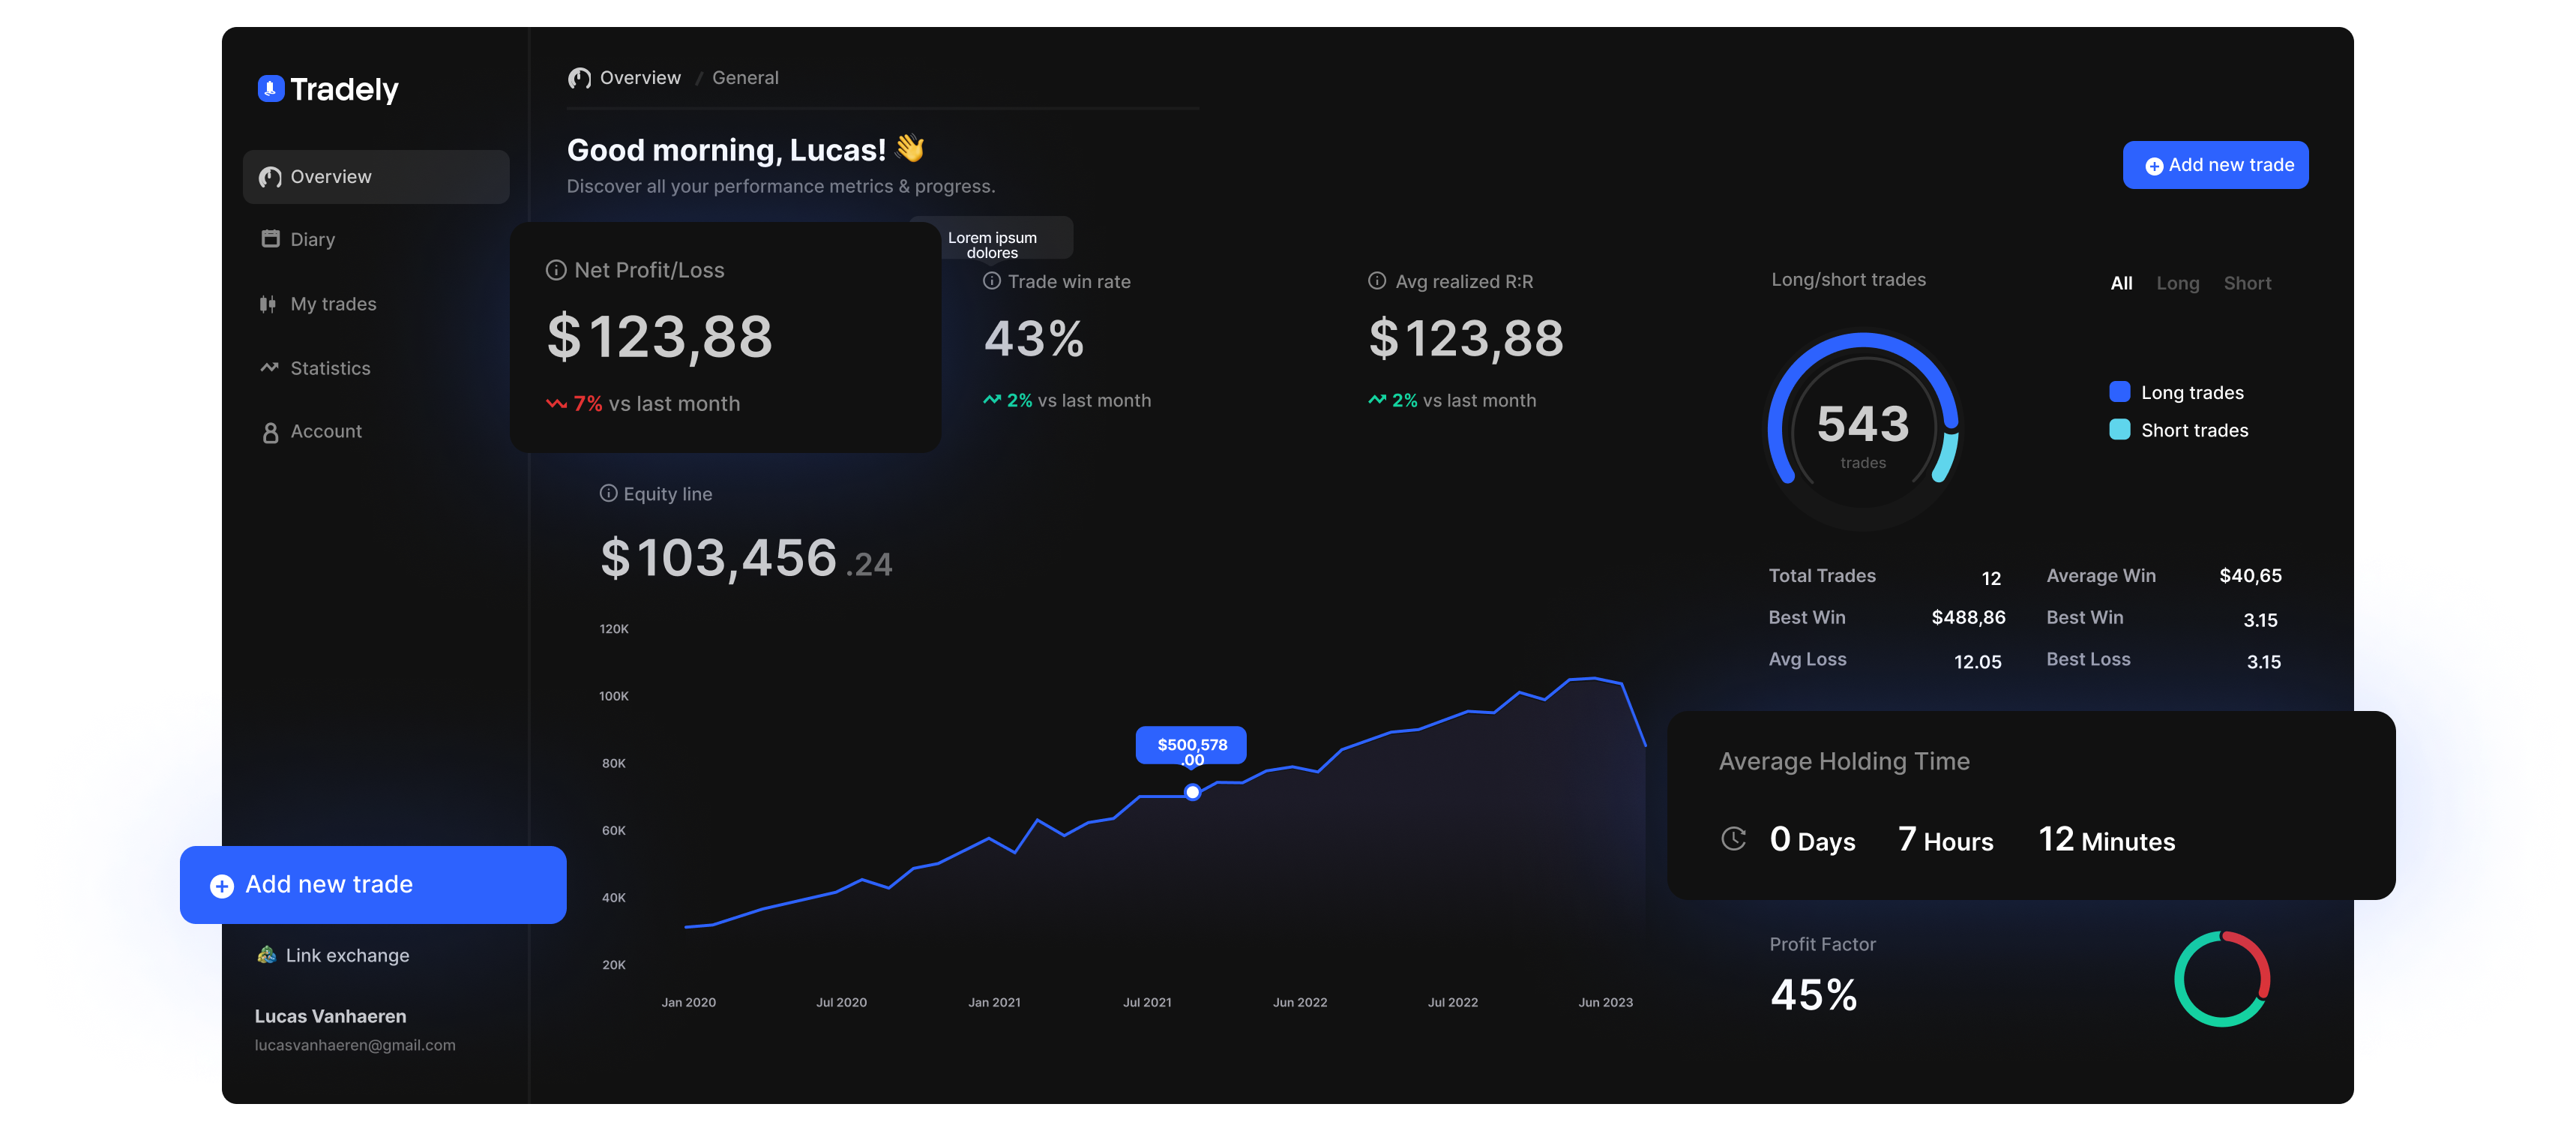 Tradely
Overview
Diary
My trades
Statistics
Account
Add new trade
Link exchange
Lucas Vanhaeren
lucasvanhaeren@gmail.com
Overview / General
Good morning, Lucas! 👋
Discover all your performance metrics & progress.
Add new trade
Net Profit/Loss
$123,88
7% vs last month
Lorem ipsum
dolores
Trade win rate
43%
2% vs last month
Avg realized R:R
$123,88
2% vs last month
Equity line
$103,456.24
120K
100K
80K
60K
40K
20K
$500,578
.00
Jan 2020
Jul 2020
Jan 2021
Jul 2021
Jun 2022
Jul 2022
Jun 2023
Long/short trades
All Long Short
543
trades
Long trades
Short trades
Total Trades 12
Average Win $40,65
Best Win $488,86
Best Win 3.15
Avg Loss 12.05
Best Loss 3.15
Average Holding Time
0 Days 7 Hours 12 Minutes
Profit Factor
45%